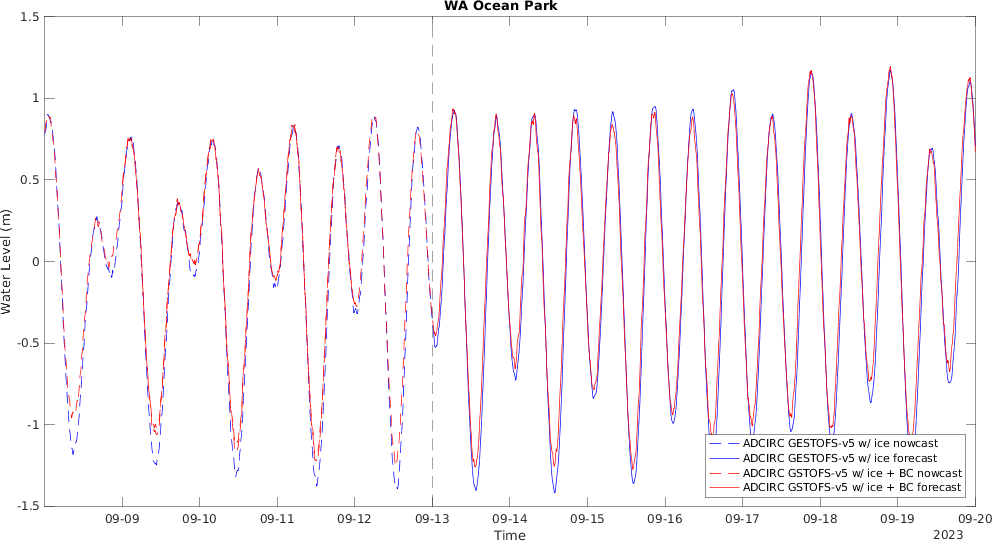 WA Ocean Park
1.5
1
0.5
0
-0.5
-1
-1.5
Water Level (m)
ADCIRC GESTOFS-v5 w/ ice nowcast
ADCIRC GESTOFS-v5 w/ ice forecast
ADCIRC GSTOFS-v5 w/ ice + BC nowcast
ADCIRC GSTOFS-v5 w/ ice + BC forecast
09-09 09-10 09-11 09-12 09-13 09-14 09-15 09-16 09-17 09-18 09-19 09-20
Time
2023